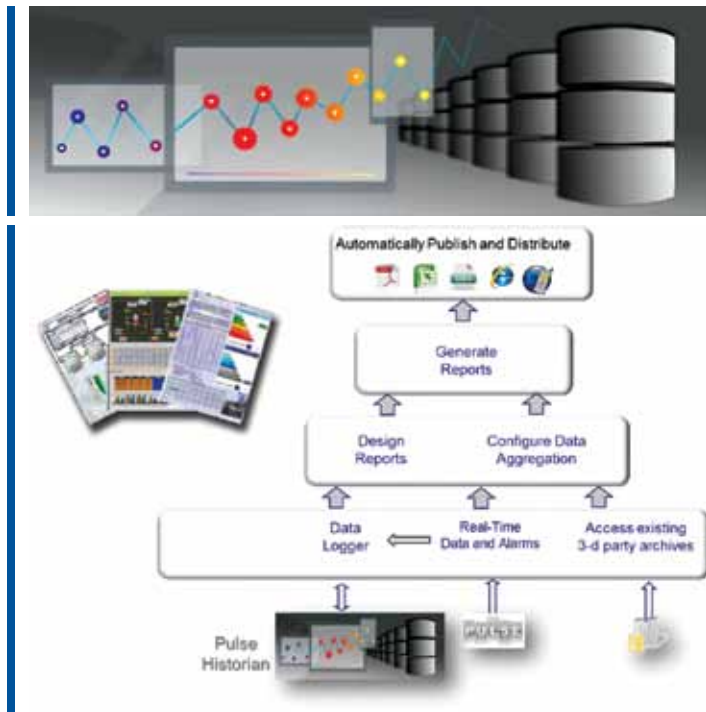 Automatically Publish and Distribute
Generate
Reports
Design
Reports
Configure Data
Aggregation
Data
Logger
Real-Time
Data and Alarms
Access existing
3-d party archives
Pulse
Historian